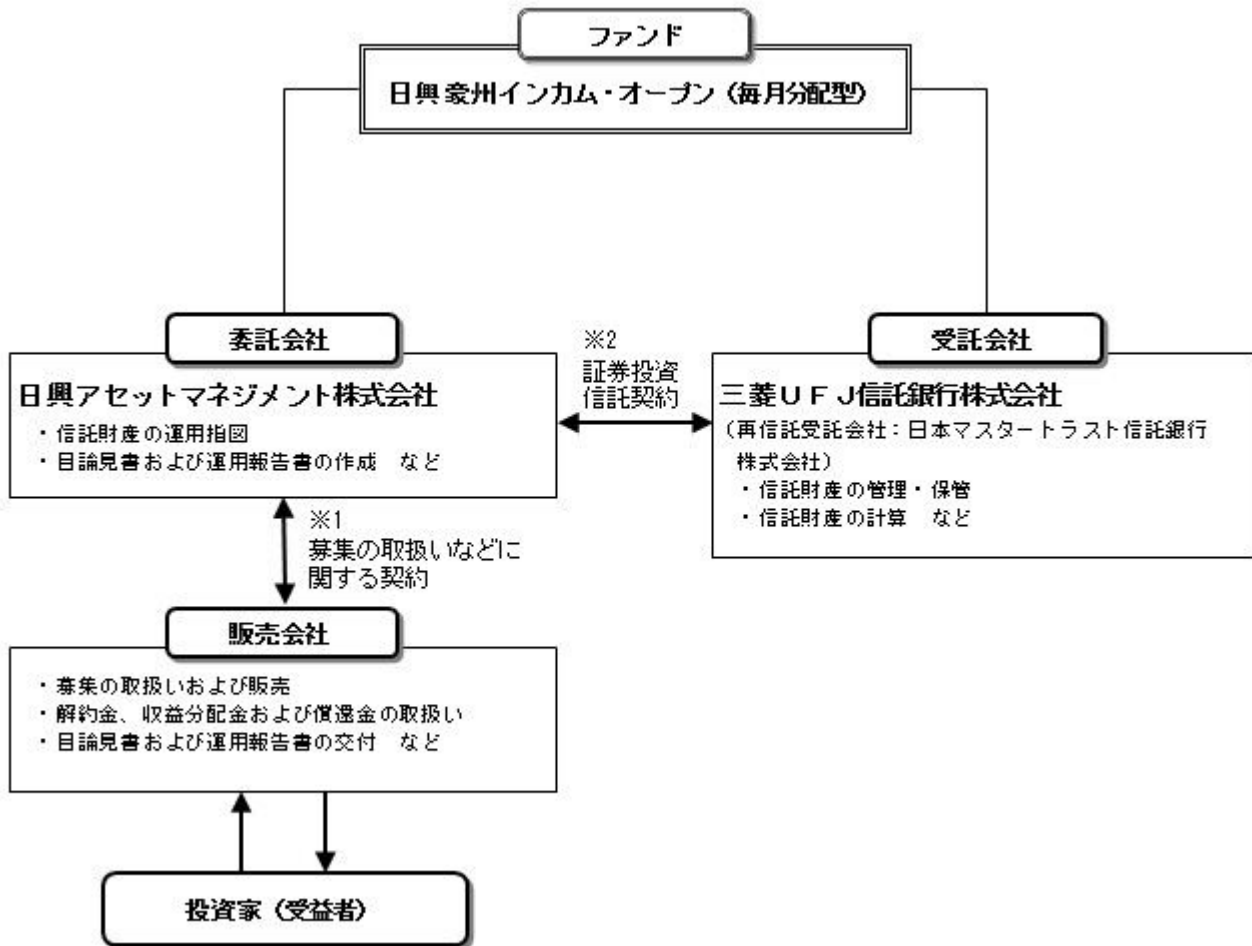 ファンド
日興豪州インカム・オープン（毎月分配型）
委託会社
日興アセットマネジメント株式会社
・信託財産の運用指図
・目論見書および運用報告書の作成　など
※2
証券投資
信託契約
受託会社
三菱ＵＦＪ信託銀行株式会社
（再信託受託会社：日本マスタートラスト信託銀行
株式会社）
・信託財産の管理・保管
・信託財産の計算　など
※1
募集の取扱いなどに
関する契約
販売会社
・募集の取扱いおよび販売
・解約金、収益分配金および償還金の取扱い
・目論見書および運用報告書の交付　など
投資家（受益者）